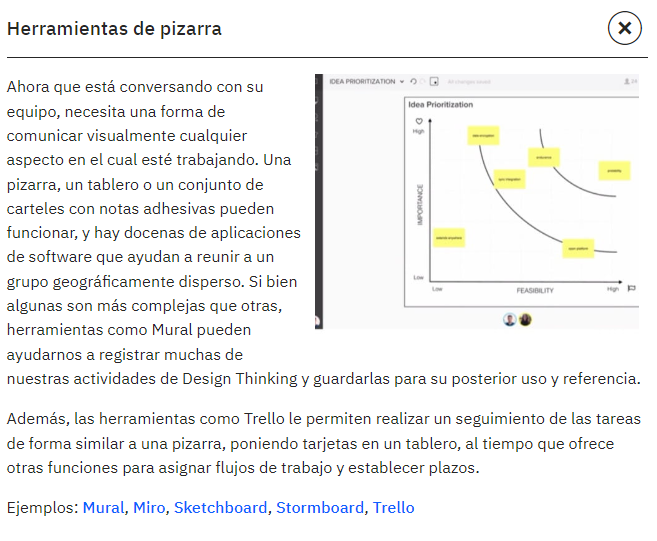 Herramientas de pizarra
Ahora que está conversando con su
equipo, necesita una forma de
comunicar visualmente cualquier
aspecto en el cual esté trabajando. Una
pizarra, un tablero o un conjunto de
carteles con notas adhesivas pueden
funcionar, y hay docenas de aplicaciones
de software que ayudan a reunir a un
grupo geográficamente disperso. Si bien
algunas son más complejas que otras,
herramientas como Mural pueden
ayudarnos a registrar muchas de
nuestras actividades de Design Thinking y guardarlas para su posterior uso y referencia.
IDEA PRIORITIZATION
Idea Prioritization
High
IMPORTANCE
Low
Low
FEASIBILITY
High
Además, las herramientas como Trello le permiten realizar un seguimiento de las tareas
de forma similar a una pizarra, poniendo tarjetas en un tablero, al tiempo que ofrece
otras funciones para asignar flujos de trabajo y establecer plazos.
Ejemplos: Mural, Miro, Sketchboard, Stormboard, Trello